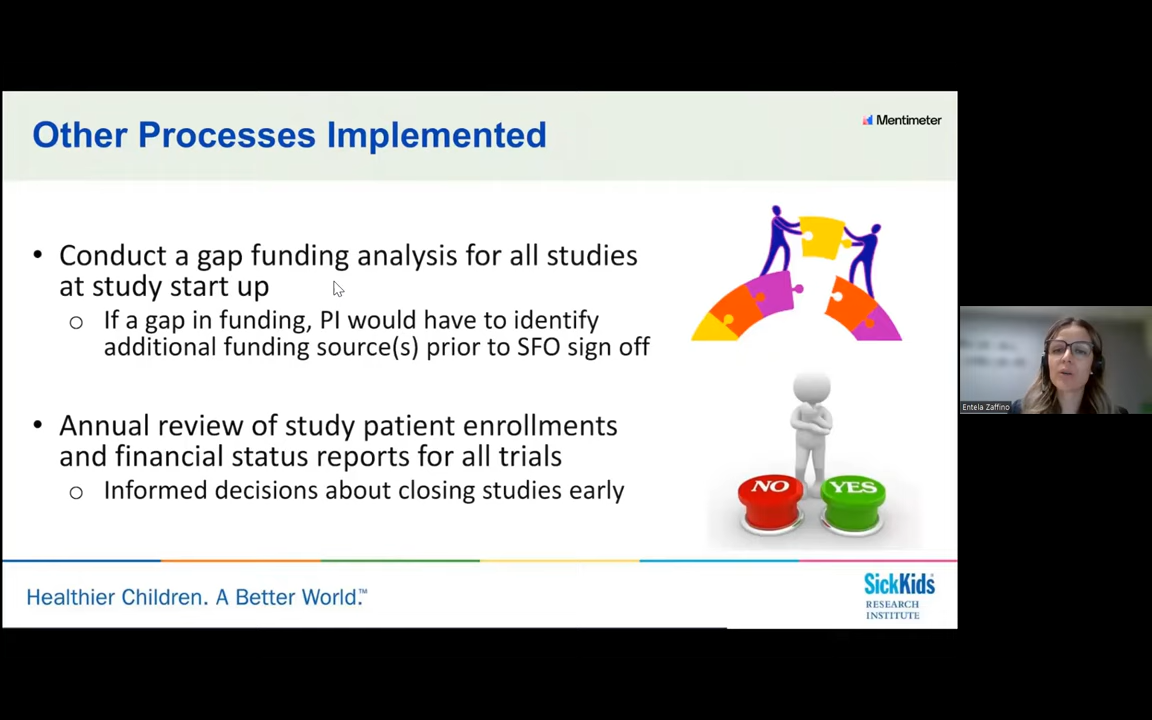 Other Processes Implemented
Mentimeter
• Conduct a gap funding analysis for all studies
at study start up
o If a gap in funding, PI would have to identify
additional funding source(s) prior to SFO sign off
• Annual review of study patient enrollments
and financial status reports for all trials
o Informed decisions about closing studies early
NO YES
Entela Zaffino
Healthier Children. A Better World.™
SickKids®
RESEARCH
INSTITUTE